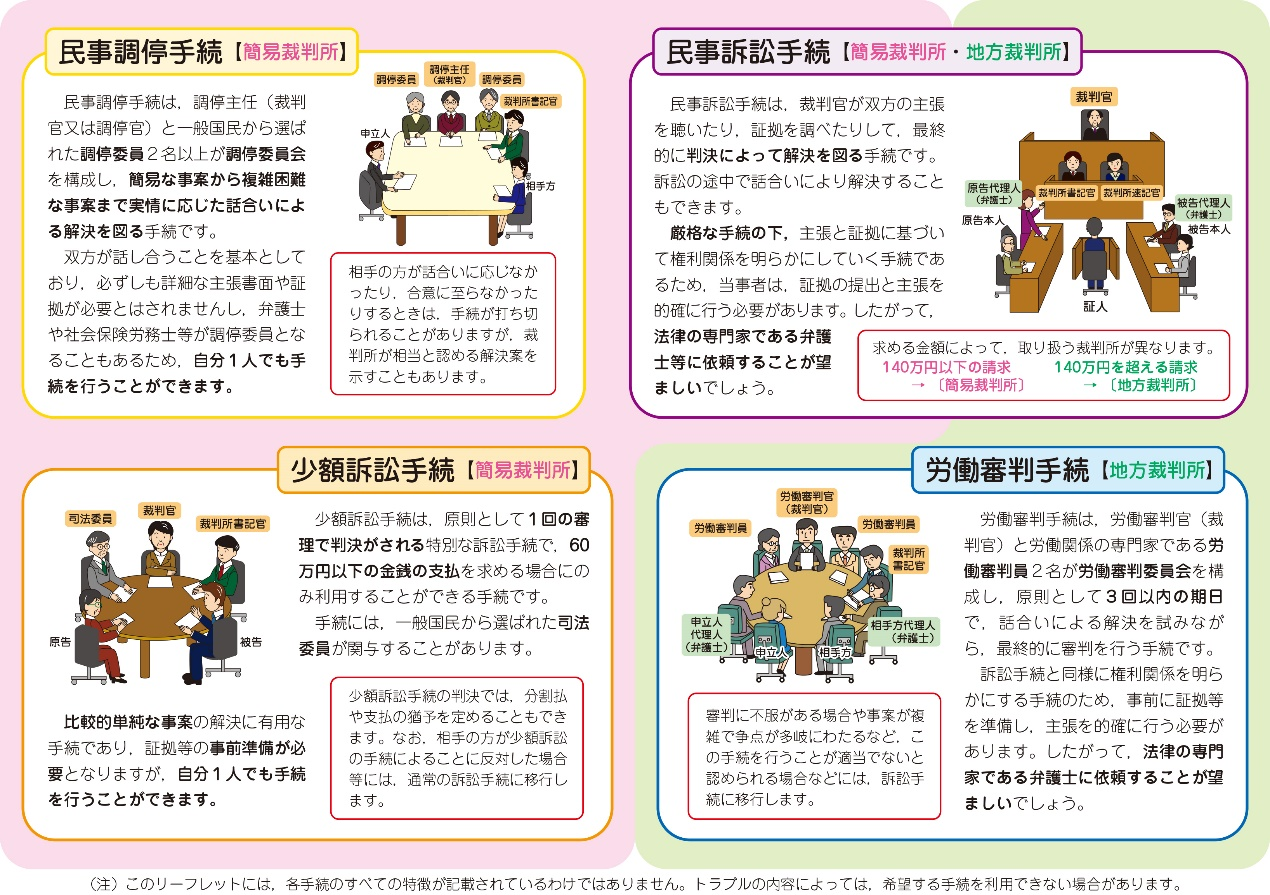 民事調停手続【簡易裁判所】
民事調停手続は，調停主任（裁判
官又は調停官）と一般国民から選ば
れた調停委員２名以上が調停委員会
を構成し，簡易な事案から複雑困難
な事案まで実情に応じた話合いによ
る解決を図る手続です。
双方が話し合うことを基本として
おり，必ずしも詳細な主張書面や証
拠が必要とはされませんし，弁護士
や社会保険労務士等が調停委員とな
ることもあるため，自分１人でも手
続を行うことができます。
調停委員
調停主任
（裁判官）
調停委員
裁判所書記官
申立人
相手方
相手の方が話合いに応じなか
ったり，合意に至らなかった
りするときは，手続が打ち切
られることがありますが，裁
判所が相当と認める解決案を
示すこともあります。
民事訴訟手続【簡易裁判所・地方裁判所】
民事訴訟手続は，裁判官が双方の主張
を聴いたり，証拠を調べたりして，最終
的に判決によって解決を図る手続です。
訴訟の途中で話合いにより解決すること
もできます。
厳格な手続の下，主張と証拠に基づい
て権利関係を明らかにしていく手続であ
るため，当事者は，証拠の提出と主張を
的確に行う必要があります。したがって，
法律の専門家である弁護
士等に依頼することが望
ましいでしょう。
裁判官
原告代理人
（弁護士）
裁判所書記官
裁判所速記官
被告代理人
（弁護士）
原告本人
被告本人
証人
求める金額によって，取り扱う裁判所が異なります。
140万円以下の請求
→〔簡易裁判所〕
140万円を超える請求
→〔地方裁判所〕
少額訴訟手続【簡易裁判所】
司法委員
裁判官
裁判所書記官
原告
被告
少額訴訟手続は，原則として１回の審
理で判決がされる特別な訴訟手続で，60
万円以下の金銭の支払を求める場合にの
み利用することができる手続です。
手続には，一般国民から選ばれた司法
委員が関与することがあります。
比較的単純な事案の解決に有用な
手続であり，証拠等の事前準備が必
要となりますが，自分１人でも手続
を行うことができます。
少額訴訟手続の判決では，分割払
や支払の猶予を定めることもでき
ます。なお，相手の方が少額訴訟
の手続によることに反対した場合
等には，通常の訴訟手続に移行し
ます。
労働審判手続【地方裁判所】
労働審判員
労働審判官
（裁判官）
労働審判員
裁判所
書記官
申立人
代理人
（弁護士）
申立人
相手方
相手方代理人
（弁護士）
労働審判手続は，労働審判官（裁
判官）と労働関係の専門家である労
働審判員２名が労働審判委員会を構
成し，原則として３回以内の期日
で，話合いによる解決を試みなが
ら，最終的に審判を行う手続です。
訴訟手続と同様に権利関係を明ら
かにする手続のため，事前に証拠等
を準備し，主張を的確に行う必要が
あります。したがって，法律の専門
家である弁護士に依頼することが望
ましいでしょう。
審判に不服がある場合や事案が複
雑で争点が多岐にわたるなど，こ
の手続を行うことが適当でないと
認められる場合などには，訴訟手
続に移行します。
（注）このリーフレットには，各手続のすべての特徴が記載されているわけではありません。トラブルの内容によっては，希望する手続を利用できない場合があります。